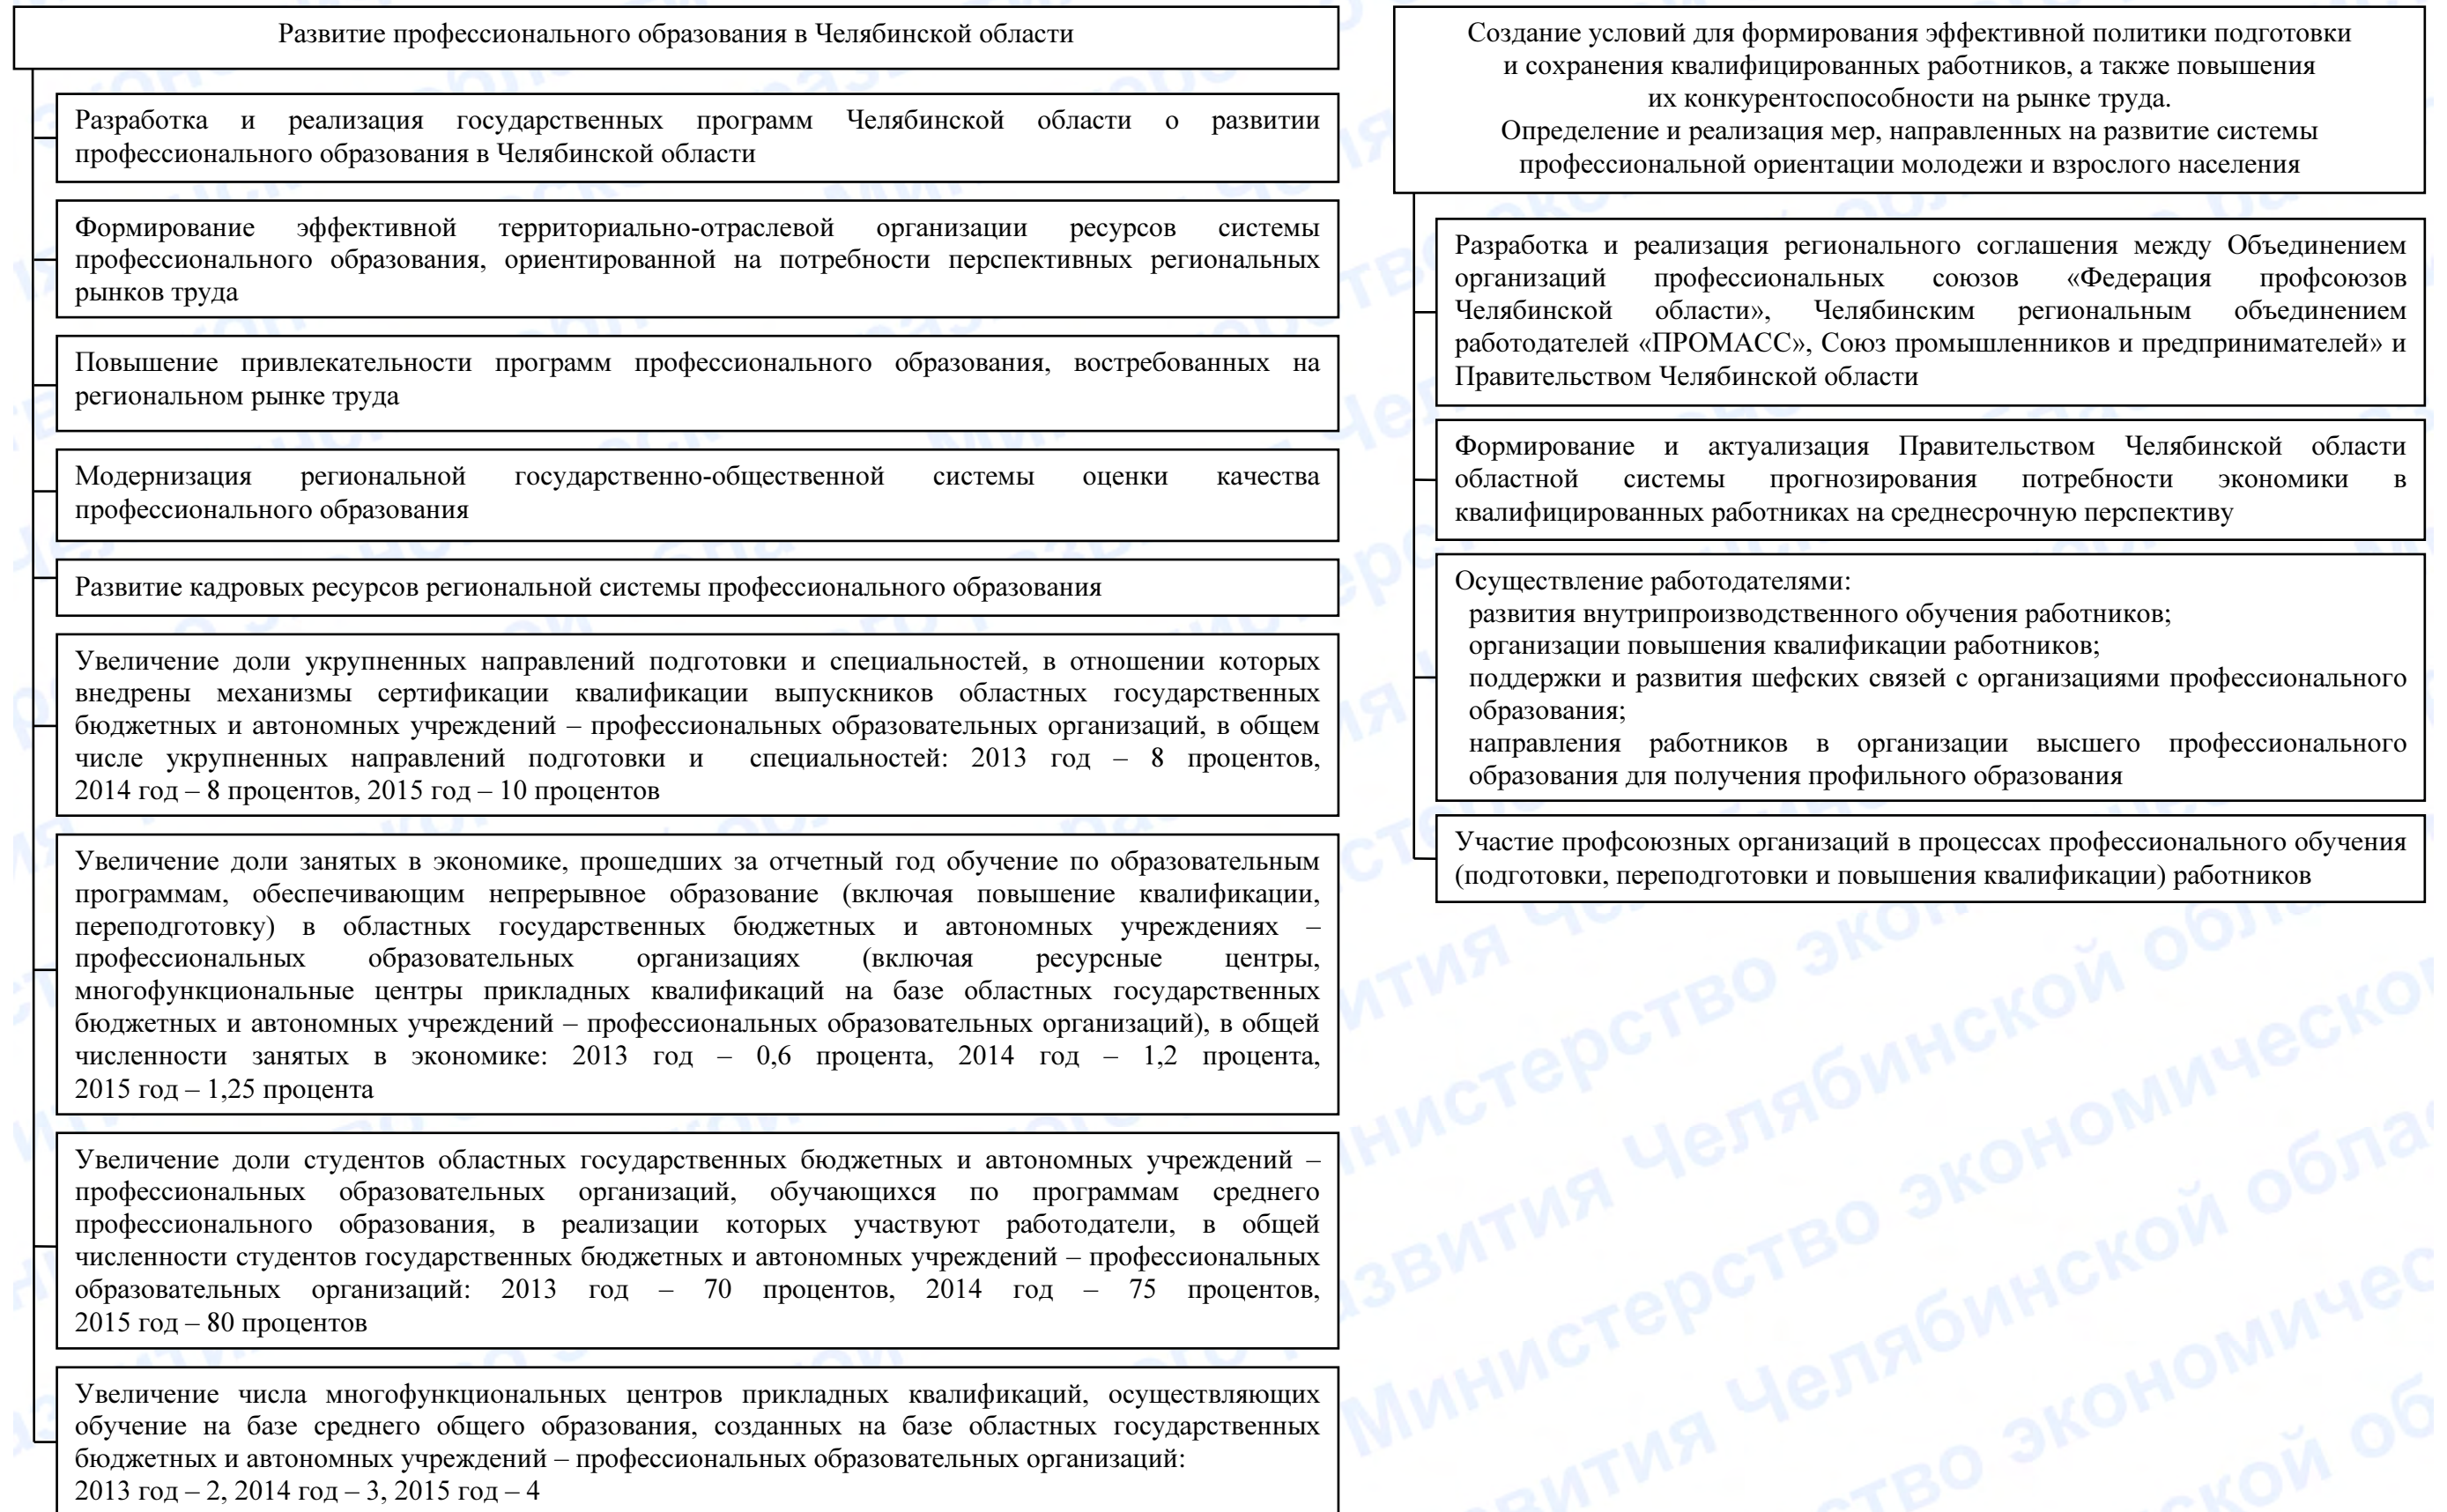 Развитие профессионального образования в Челябинской области
Разработка и реализация государственных программ Челябинской области о развитии
профессионального образования в Челябинской области
Формирование эффективной территориально-отраслевой организации ресурсов системы
профессионального образования, ориентированной на потребности перспективных региональных
рынков труда
Повышение привлекательности программ профессионального образования, востребованных на
региональном рынке труда
Модернизация региональной государственно-общественной системы оценки качества
профессионального образования
Развитие кадровых ресурсов региональной системы профессионального образования
Увеличение доли укрупненных направлений подготовки и специальностей, в отношении которых
внедрены механизмы сертификации квалификации выпускников областных государственных
бюджетных и автономных учреждений – профессиональных образовательных организаций, в общем
числе укрупненных направлений подготовки и специальностей: 2013 год – 8 процентов,
2014 год – 8 процентов, 2015 год – 10 процентов
Увеличение доли занятых в экономике, прошедших за отчетный год обучение по образовательным
программам, обеспечивающим непрерывное образование (включая повышение квалификации,
переподготовку) в областных государственных бюджетных и автономных учреждениях –
профессиональных образовательных организациях (включая ресурсные центры,
многофункциональные центры прикладных квалификаций на базе областных государственных
бюджетных и автономных учреждений – профессиональных образовательных организаций), в общей
численности занятых в экономике: 2013 год – 0,6 процента, 2014 год – 1,2 процента,
2015 год – 1,25 процента
Увеличение доли студентов областных государственных бюджетных и автономных учреждений –
профессиональных образовательных организаций, обучающихся по программам среднего
профессионального образования, в реализации которых участвуют работодатели, в общей
численности студентов государственных бюджетных и автономных учреждений – профессиональных
образовательных организаций: 2013 год – 70 процентов, 2014 год – 75 процентов,
2015 год – 80 процентов
Увеличение числа многофункциональных центров прикладных квалификаций, осуществляющих
обучение на базе среднего общего образования, созданных на базе областных государственных
бюджетных и автономных учреждений – профессиональных образовательных организаций:
2013 год – 2, 2014 год – 3, 2015 год – 4
Создание условий для формирования эффективной политики подготовки
и сохранения квалифицированных работников, а также повышения
их конкурентоспособности на рынке труда.
Определение и реализация мер, направленных на развитие системы
профессиональной ориентации молодежи и взрослого населения
Разработка и реализация регионального соглашения между Объединением
организаций профессиональных союзов «Федерация профсоюзов
Челябинской области», Челябинским региональным объединением
работодателей «ПРОМАСС», Союз промышленников и предпринимателей» и
Правительством Челябинской области
Формирование и актуализация Правительством Челябинской области
областной системы прогнозирования потребности экономики в
квалифицированных работниках на среднесрочную перспективу
Осуществление работодателями:
развития внутрипроизводственного обучения работников;
организации повышения квалификации работников;
поддержки и развития шефских связей с организациями профессионального
образования;
направления работников в организации высшего профессионального
образования для получения профильного образования
Участие профсоюзных организаций в процессах профессионального обучения
(подготовки, переподготовки и повышения квалификации) работников